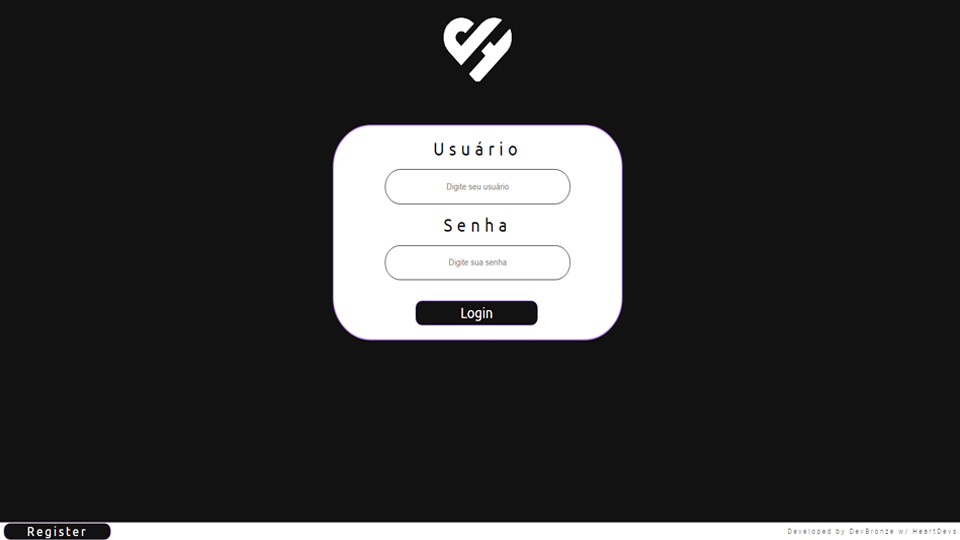 Usuário
Digite seu usuário
Senha
Digite sua senha
Login
Register
Developed by DevBronze w/ HeartDevs